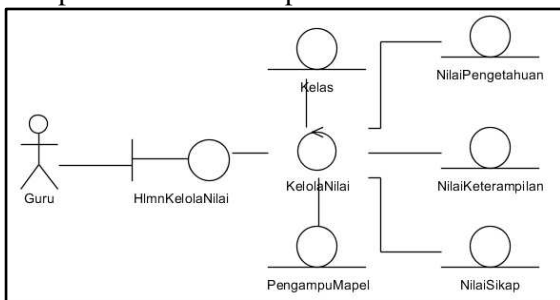 Kelas
NilaiPengetahuan
Guru
HlmnKelolaNilai
KelolaNilai
NilaiKeterampilan
PengampuMapel
NilaiSikap